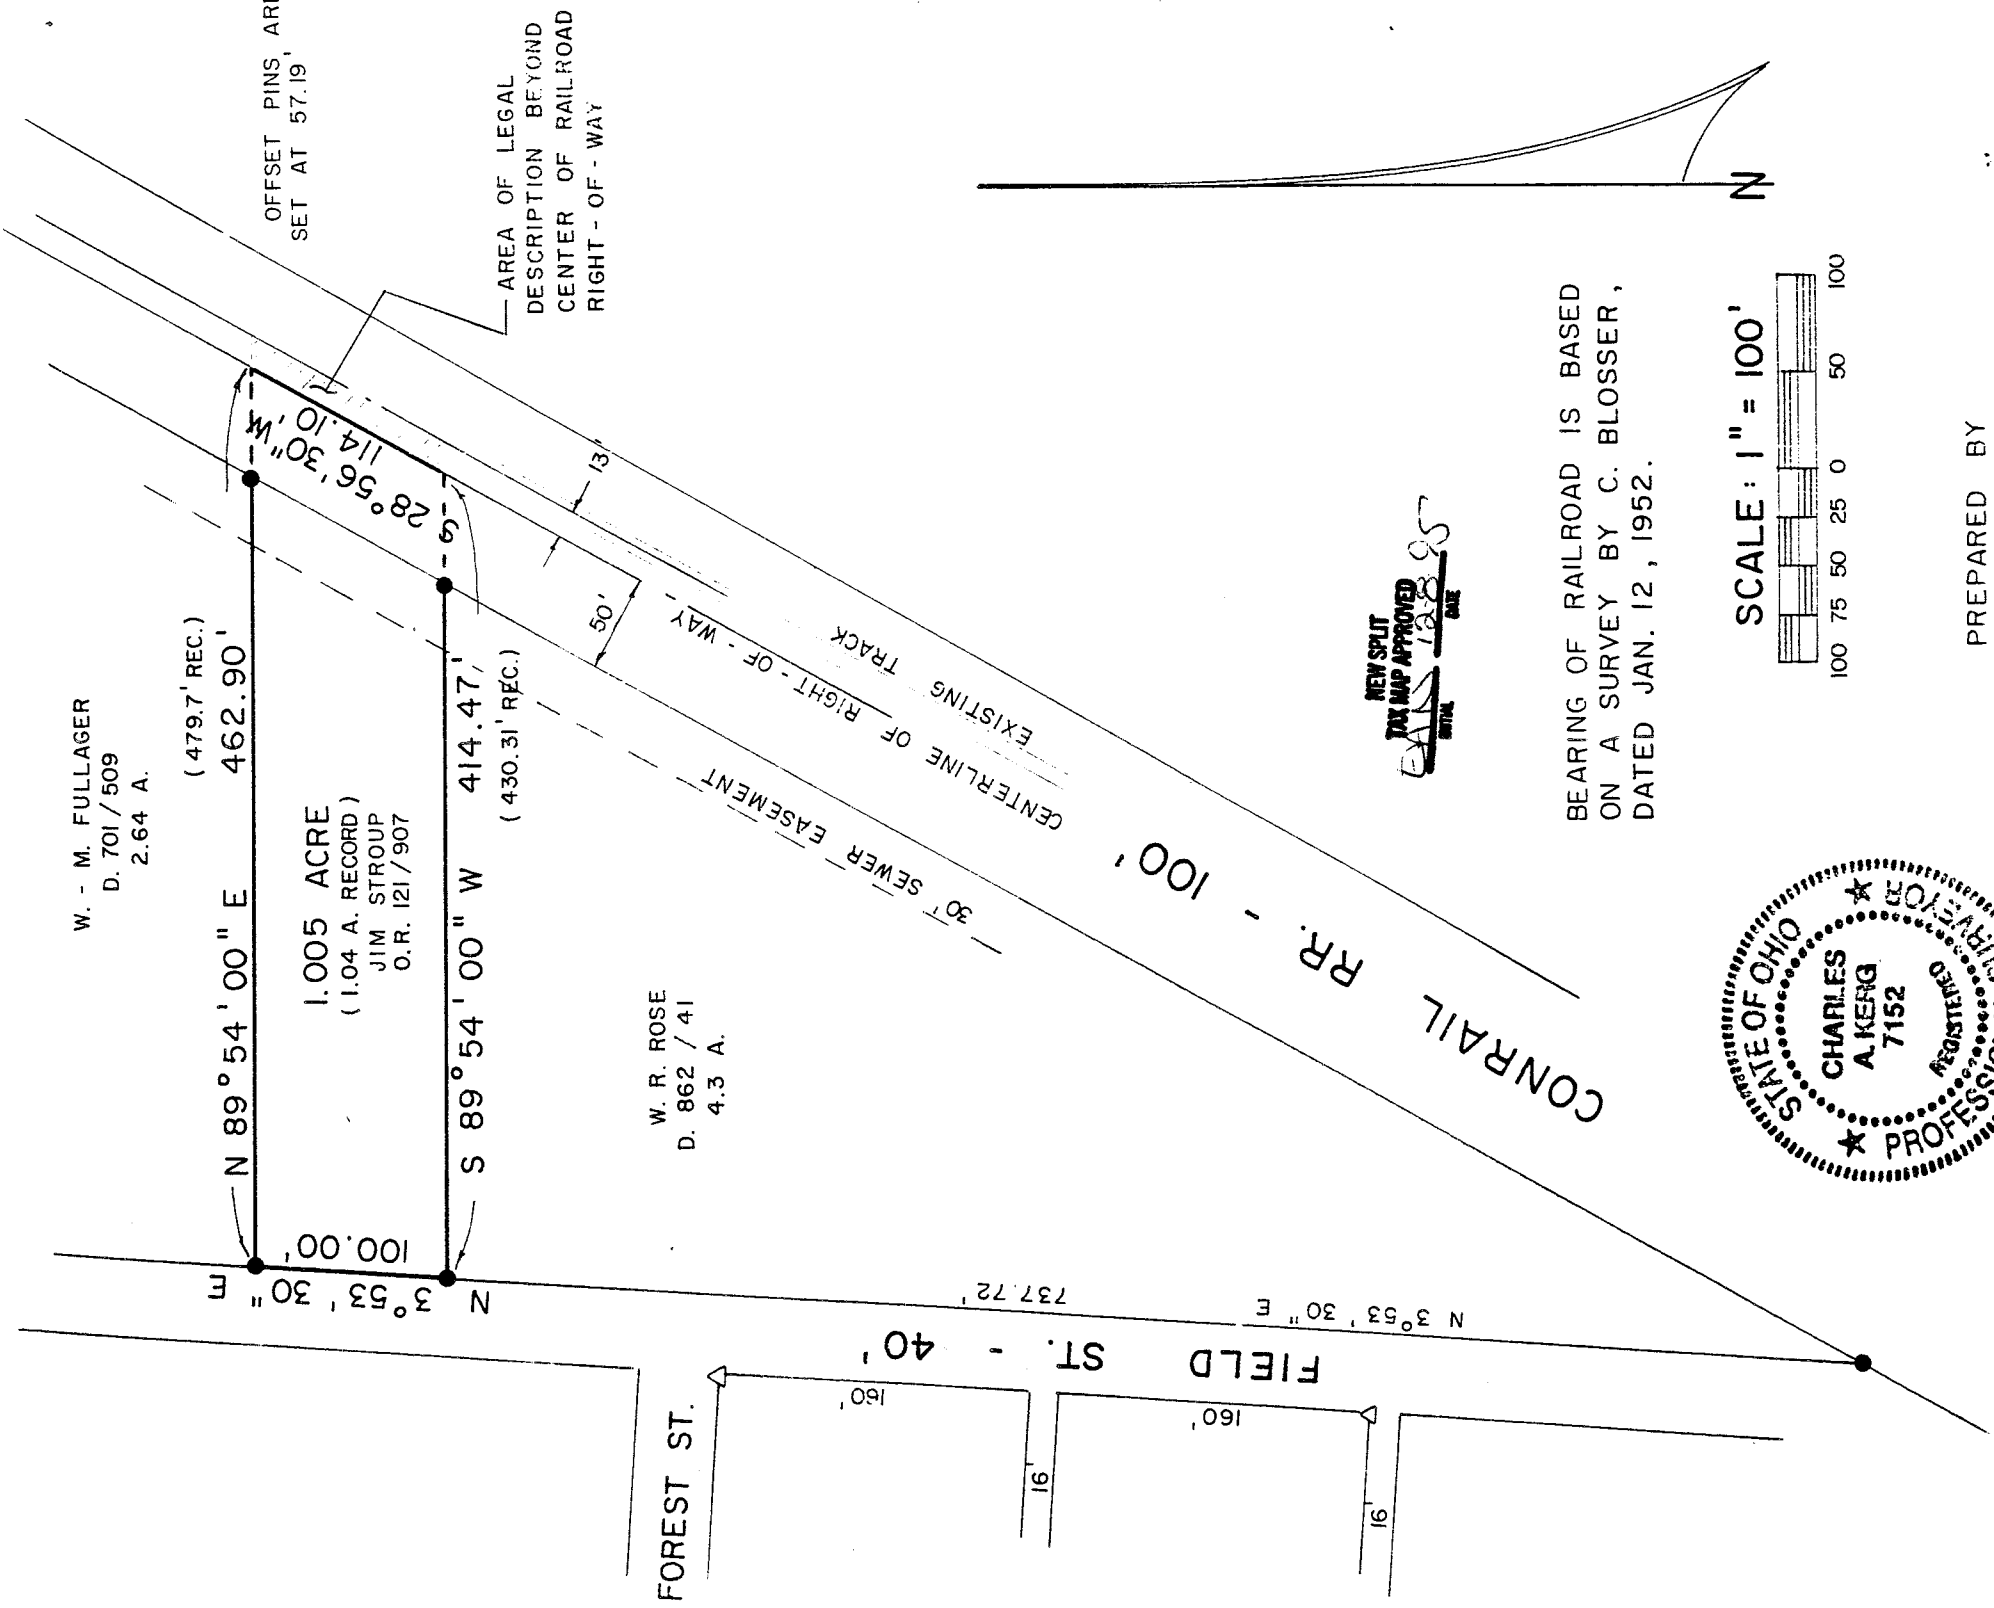 OFFSET PINS ARE
SET AT 57.19'
AREA OF LEGAL
DESCRIPTION BEYOND
CENTER OF RAILROAD
RIGHT - OF - WAY
W. - M. FULLAGER
D. 701 / 509
2.64 A.
(479.7' REC.)
N 89°54'00" E 462.90'
1.005 ACRE
(1.04 A. RECORD)
JIM STROUP
O.R. 121/907
S 89°54'00" W 414.47'
(430.31' REC.)
S 28°56'30" W
114.10'
N 3°53'30" E
100.00'
13'
50'
CENTERLINE OF RIGHT - OF - WAY
EXISTING TRACK
30' SEWER EASEMENT
W. R. ROSE
D. 862 / 41
4.3 A.
CONRAIL RR. - 100'
737.72'
N 3°53'30" E
FIELD ST. - 40'
FOREST ST.
160'
160'
16'
16'
N
NEW SPLIT
TAX MAP APPROVED
12-8-95
INITIAL DATE
BEARING OF RAILROAD IS BASED
ON A SURVEY BY C. BLOSSER,
DATED JAN. 12, 1952.
SCALE : 1" = 100'
100 75 50 25 0 50 100
PREPARED BY
STATE OF OHIO
CHARLES
A. KERG
7152
REGISTERED
PROFESSIONAL SURVEYOR